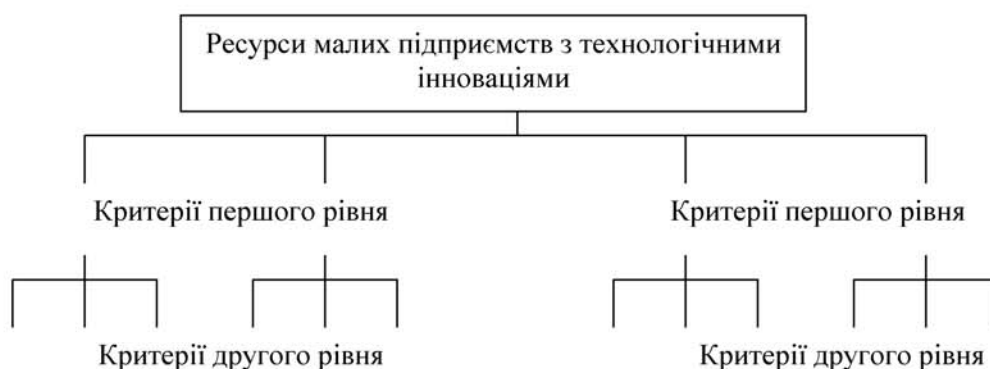 Ресурси малих підприємств з технологічними
інноваціями
Критерії першого рівня
Критерії першого рівня
Критерії другого рівня
Критерії другого рівня